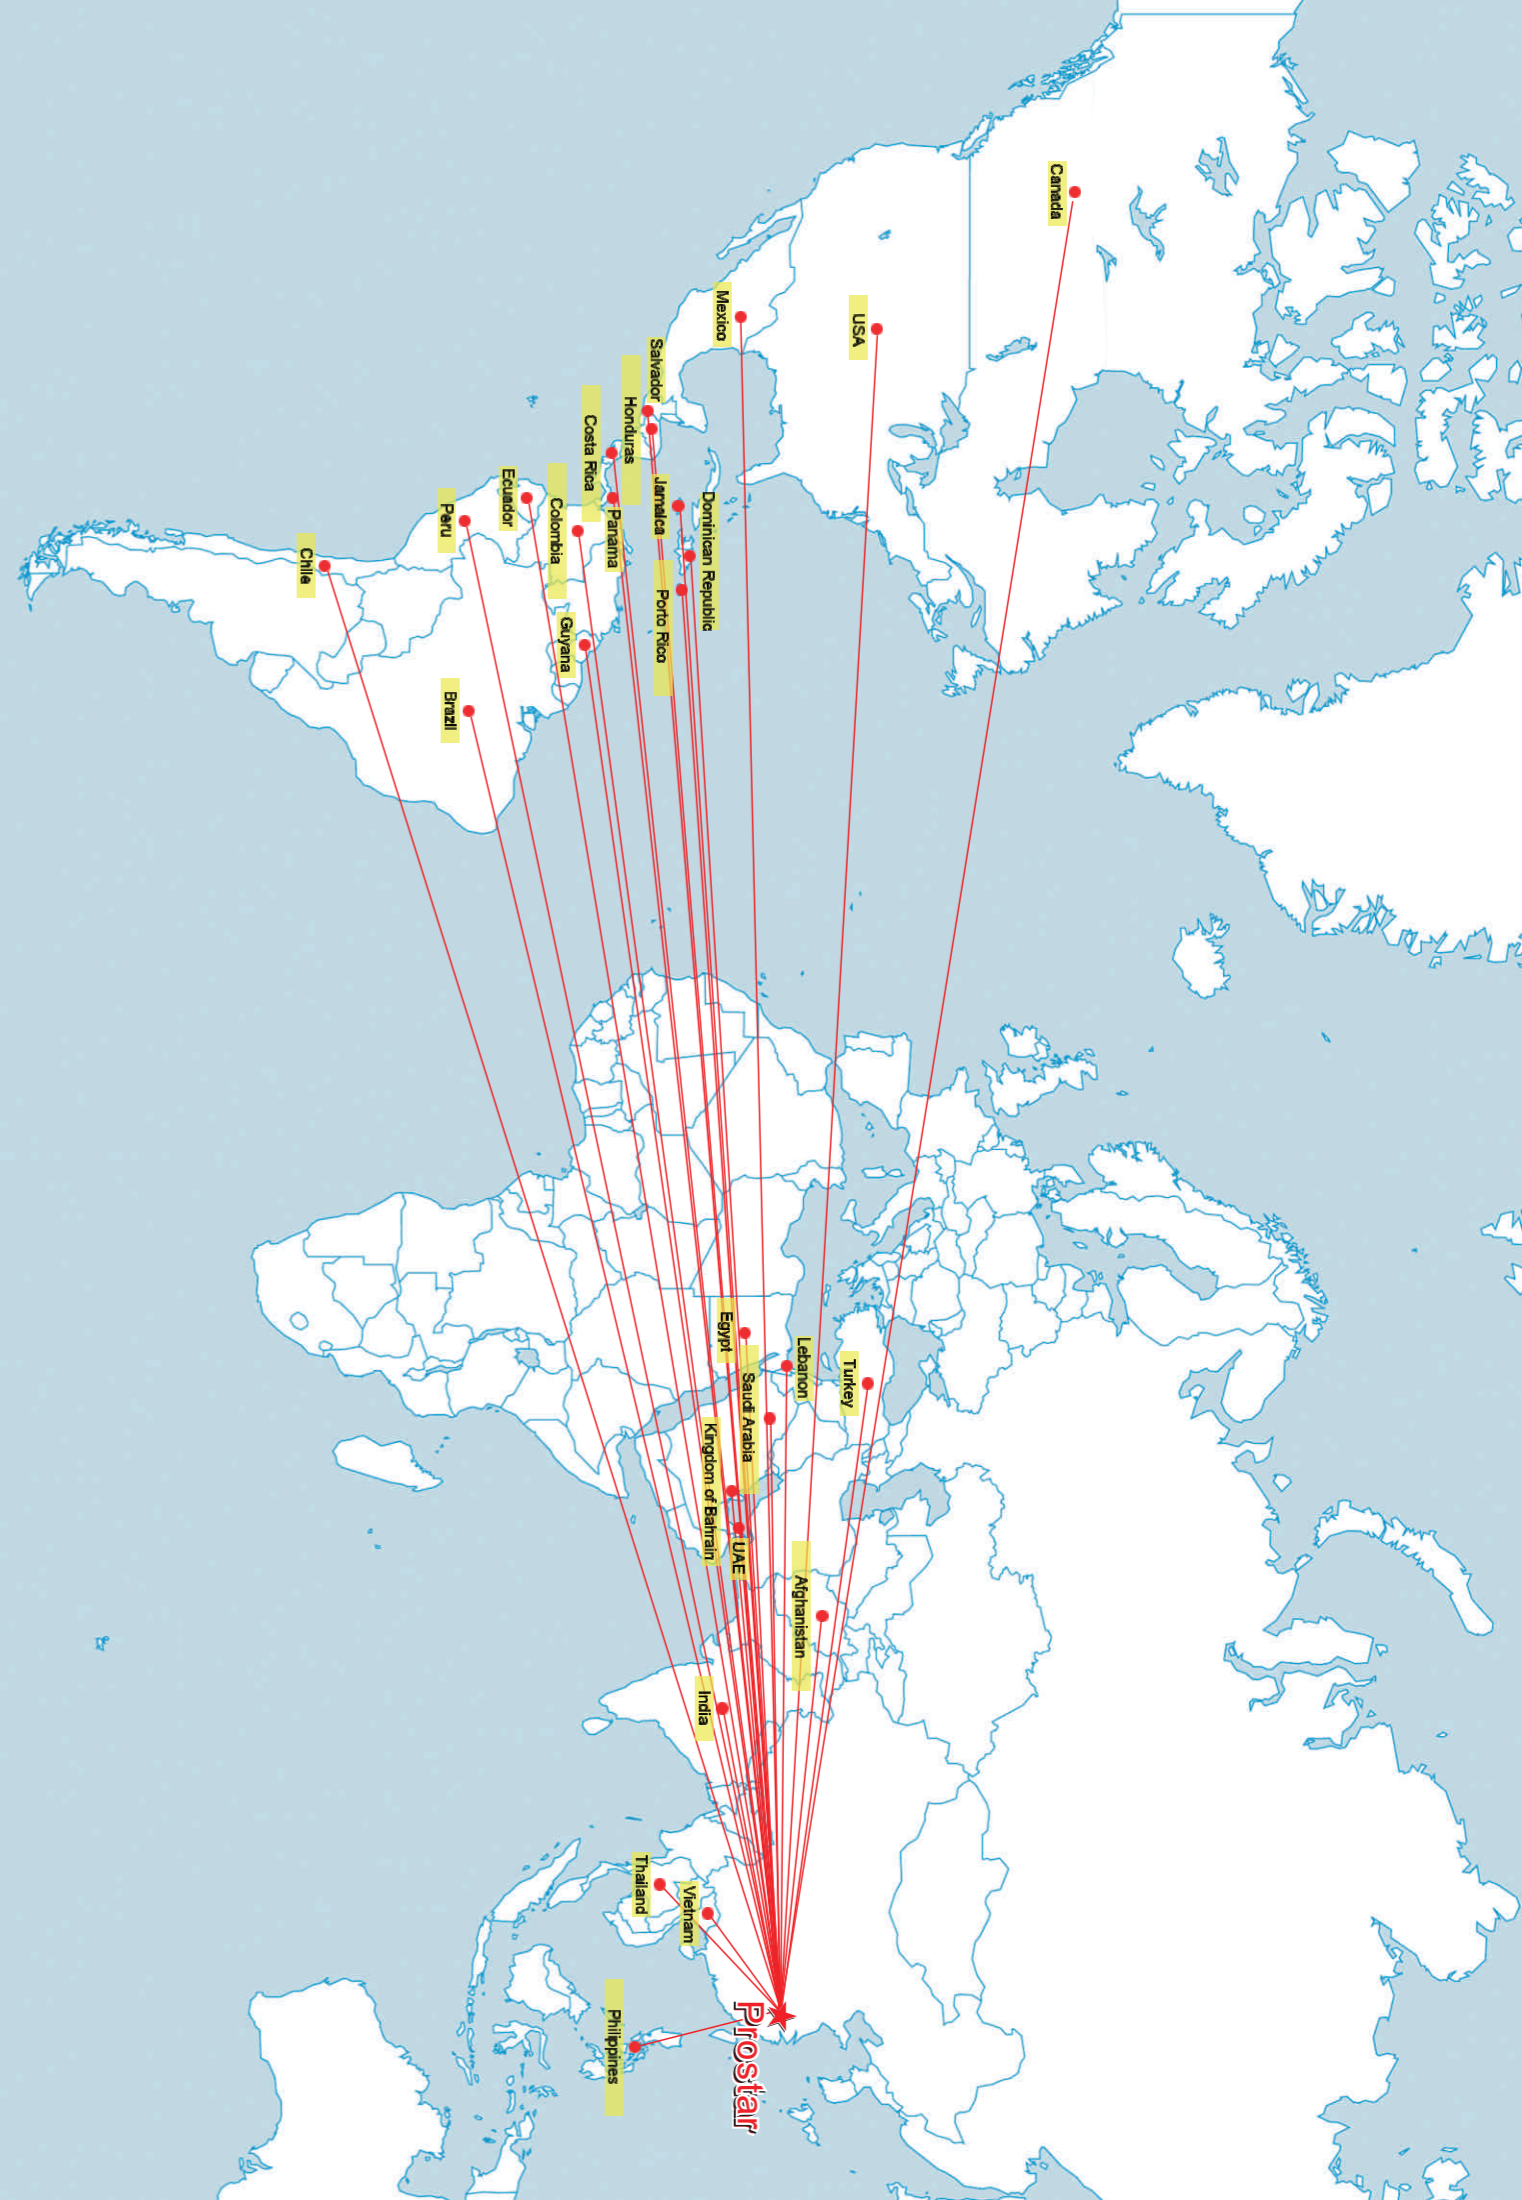 Canada
USA
Mexico
Salvador
Honduras
Costa Rica
Jamaica
Dominican Republic
Porto Rico
Panama
Colombia
Ecuador
Peru
Guyana
Brazil
Chile
Turkey
Lebanon
Egypt
Saudi Arabia
Kingdom of Bahrain
UAE
Afghanistan
India
Thailand
Vietnam
Philippines
Prostar